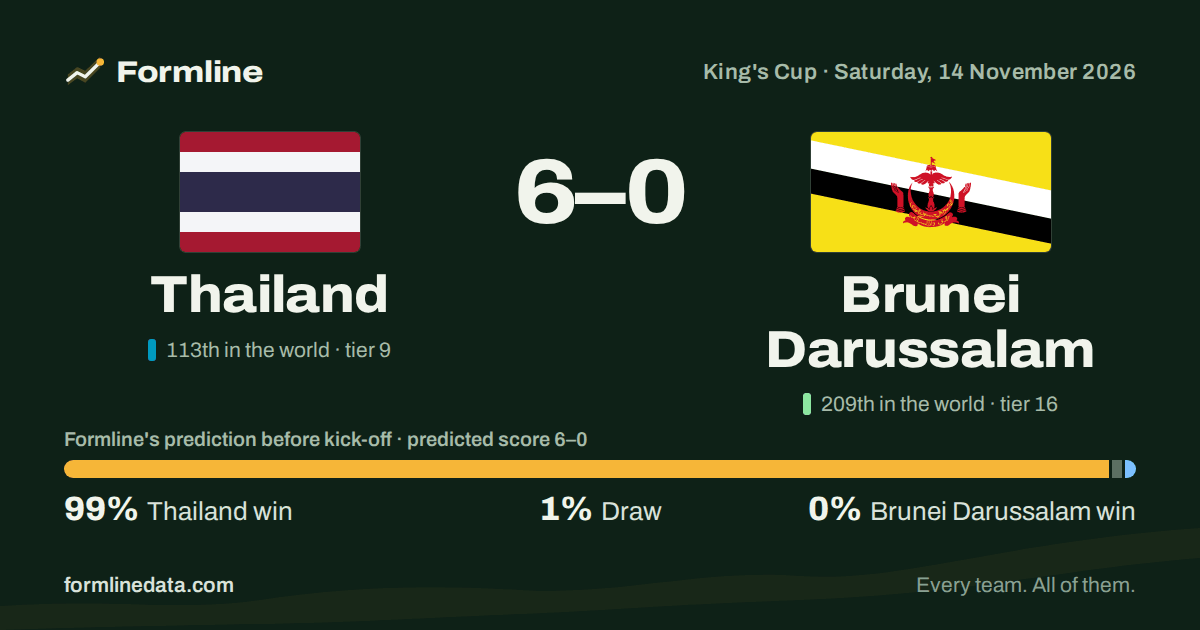 Formline
King's Cup · Saturday, 14 November 2026
6–0
Thailand
113th in the world · tier 9
Brunei
Darussalam
209th in the world · tier 16
Formline's prediction before kick-off · predicted score 6–0
99% Thailand win
1% Draw
0% Brunei Darussalam win
formlinedata.com
Every team. All of them.